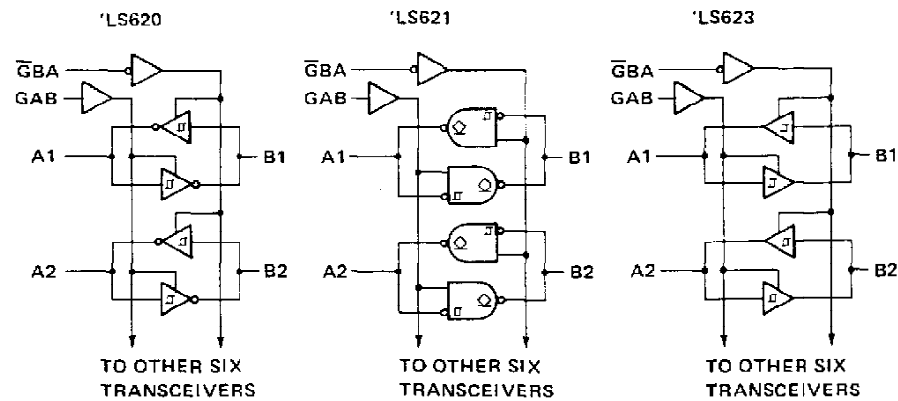 'LS620
G̅BA
GAB
A1
B1
A2
B2
TO OTHER SIX
TRANSCEIVERS
'LS621
G̅BA
GAB
A1
B1
A2
B2
TO OTHER SIX
TRANSCEIVERS
'LS623
G̅BA
GAB
A1
B1
A2
B2
TO OTHER SIX
TRANSCEIVERS